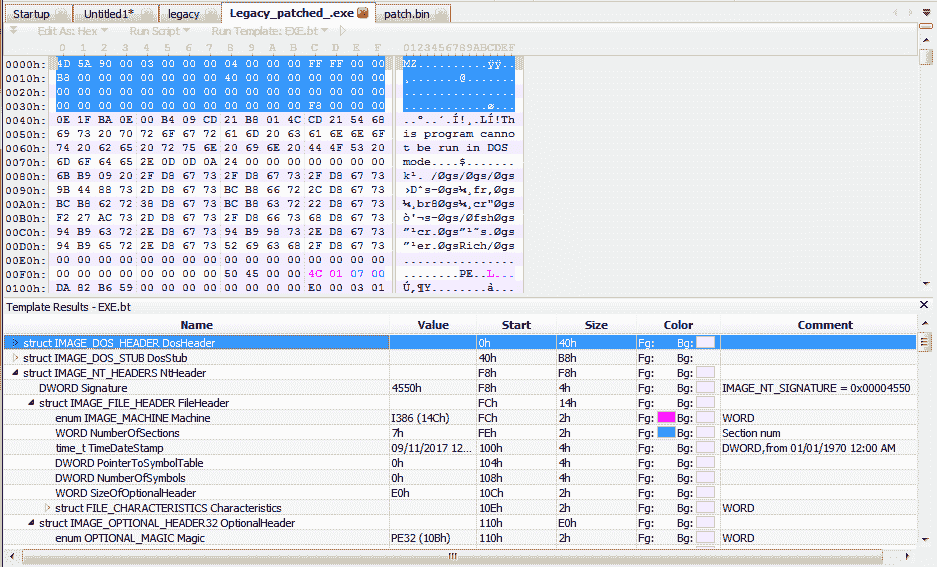 Startup Untitled1* legacy Legacy_patched_.exe patch.bin
Edit As: Hex Run Script Run Template: EXE.bt
0 1 2 3 4 5 6 7 8 9 A B C D E F 0123456789ABCDEF
0000h: 4D 5A 90 00 03 00 00 00 04 00 00 00 FF FF 00 00 MZ..........ÿÿ..
0010h: B8 00 00 00 00 00 00 00 40 00 00 00 00 00 00 00 ¸.......@.......
0020h: 00 00 00 00 00 00 00 00 00 00 00 00 00 00 00 00 ................
0030h: 00 00 00 00 00 00 00 00 00 00 00 00 F8 00 00 00 ............ø...
0040h: 0E 1F BA 0E 00 B4 09 CD 21 B8 01 4C CD 21 54 68 ..º..´.Í!¸.LÍ!Th
0050h: 69 73 20 70 72 6F 67 72 61 6D 20 63 61 6E 6E 6F is program canno
0060h: 74 20 62 65 20 72 75 6E 20 69 6E 20 44 4F 53 20 t be run in DOS
0070h: 6D 6F 64 65 2E 0D 0D 0A 24 00 00 00 00 00 00 00 mode....$.......
0080h: 6B B9 09 20 2F D8 67 73 2F D8 67 73 2F D8 67 73 k¹. /Øgs/Øgs/Øgs
0090h: 9B 44 88 73 2D D8 67 73 BC B8 66 72 2C D8 67 73 ›Dˆs-Øgs¼¸fr,Øgs
00A0h: BC B8 62 72 38 D8 67 73 BC B8 63 72 22 D8 67 73 ¼¸br8Øgs¼¸cr"Øgs
00B0h: F2 27 AC 73 2D D8 67 73 2F D8 66 73 68 D8 67 73 ò'¬s-Øgs/ØfshØgs
00C0h: 94 B9 63 72 2E D8 67 73 94 B9 98 73 2E D8 67 73 ”¹cr.Øgs”¹˜s.Øgs
00D0h: 94 B9 65 72 2E D8 67 73 52 69 63 68 2F D8 67 73 ”¹er.ØgsRich/Øgs
00E0h: 00 00 00 00 00 00 00 00 00 00 00 00 00 00 00 00 ................
00F0h: 00 00 00 00 00 00 00 00 50 45 00 00 4C 01 07 00 ........PE..L...
0100h: DA 82 B6 59 00 00 00 00 00 00 00 00 E0 00 03 01 Ú‚¶Y........à...
Template Results - EXE.bt
Name Value Start Size Color Comment
struct IMAGE_DOS_HEADER DosHeader 0h 40h Fg: Bg:
struct IMAGE_DOS_STUB DosStub 40h B8h Fg: Bg:
struct IMAGE_NT_HEADERS NtHeader F8h F8h Fg: Bg:
DWORD Signature 4550h F8h 4h Fg: Bg: IMAGE_NT_SIGNATURE = 0x00004550
struct IMAGE_FILE_HEADER FileHeader FCh 14h Fg: Bg:
enum IMAGE_MACHINE Machine I386 (14Ch) FCh 2h Fg: Bg: WORD
WORD NumberOfSections 7h FEh 2h Fg: Bg: Section num
time_t TimeDateStamp 09/11/2017 12... 100h 4h Fg: Bg: DWORD,from 01/01/1970 12:00 AM
DWORD PointerToSymbolTable 0h 104h 4h Fg: Bg:
DWORD NumberOfSymbols 0h 108h 4h Fg: Bg:
WORD SizeOfOptionalHeader E0h 10Ch 2h Fg: Bg:
struct FILE_CHARACTERISTICS Characteristics 10Eh 2h Fg: Bg: WORD
struct IMAGE_OPTIONAL_HEADER32 OptionalHeader 110h E0h Fg: Bg:
enum OPTIONAL_MAGIC Magic PE32 (10Bh) 110h 2h Fg: Bg: WORD